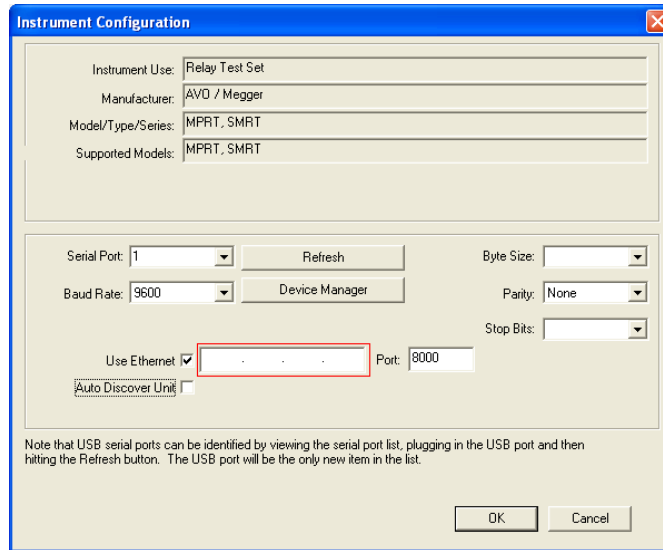 Instrument Configuration
Instrument Use: Relay Test Set
Manufacturer: AVO / Megger
Model/Type/Series: MPRT, SMRT
Supported Models: MPRT, SMRT
Serial Port: 1 Refresh Byte Size:
Baud Rate: 9600 Device Manager Parity: None
Stop Bits:
Use Ethernet . . . Port: 8000
Auto Discover Unit
Note that USB serial ports can be identified by viewing the serial port list, plugging in the USB port and then
hitting the Refresh button. The USB port will be the only new item in the list.
OK Cancel